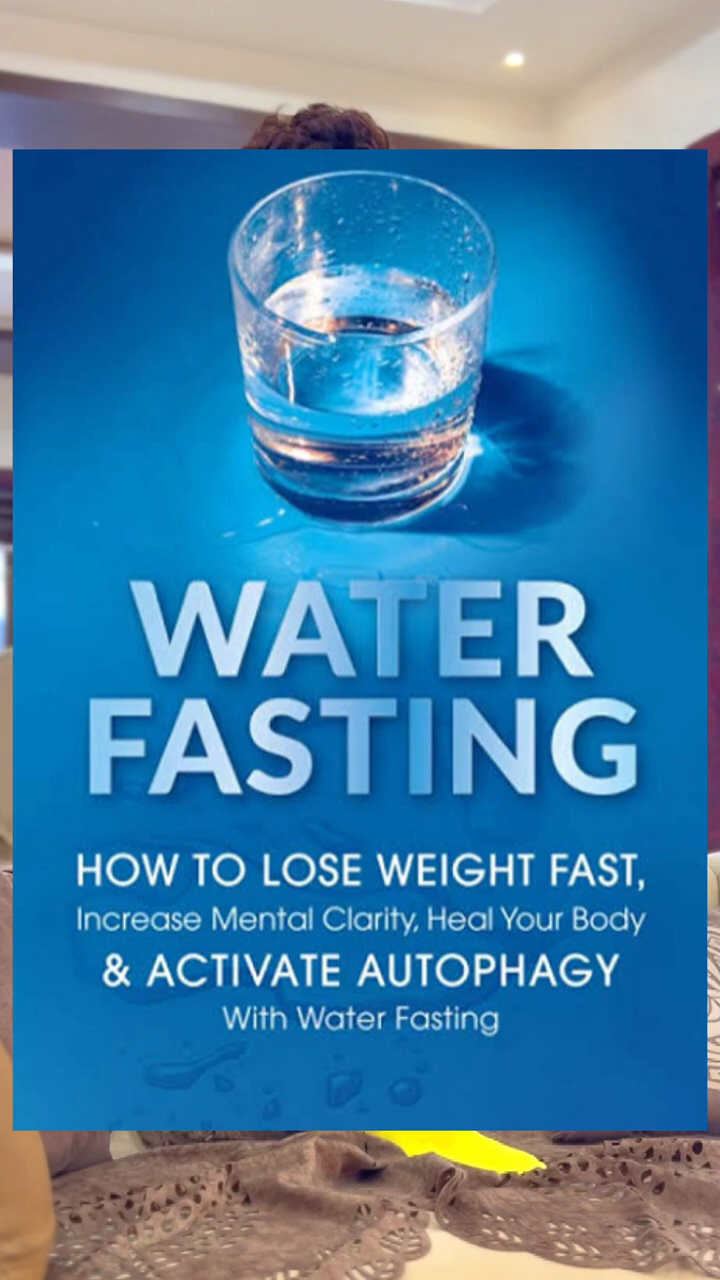 WATER
FASTING
HOW TO LOSE WEIGHT FAST,
Increase Mental Clarity, Heal Your Body
& ACTIVATE AUTOPHAGY
With Water Fasting